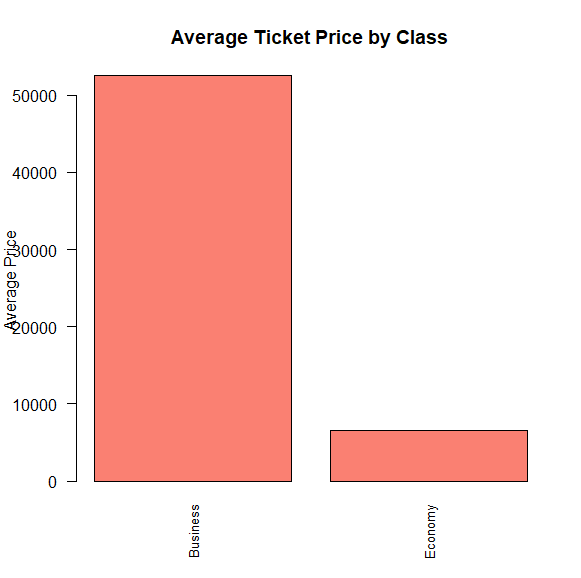 Average Ticket Price by Class
Average Price
50000
40000
30000
20000
10000
0
Business
Economy